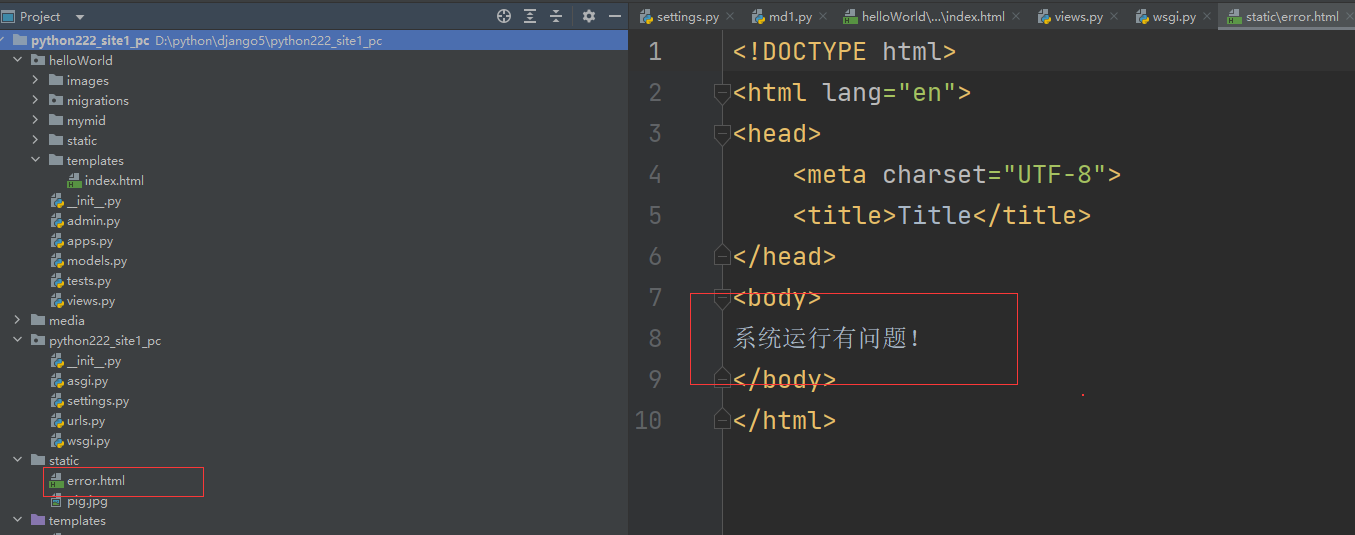 Project
python222_site1_pc D:\python\django5\python222_site1_pc
helloWorld
images
migrations
mymid
static
templates
index.html
__init__.py
admin.py
apps.py
models.py
tests.py
views.py
media
python222_site1_pc
__init__.py
asgi.py
settings.py
urls.py
wsgi.py
static
error.html
pig.jpg
templates
settings.py md1.py helloWorld\...\index.html views.py wsgi.py static\error.html
1 <!DOCTYPE html>
2 <html lang="en">
3 <head>
4 <meta charset="UTF-8">
5 <title>Title</title>
6 </head>
7 <body>
8 系统运行有问题!
9 </body>
10 </html>